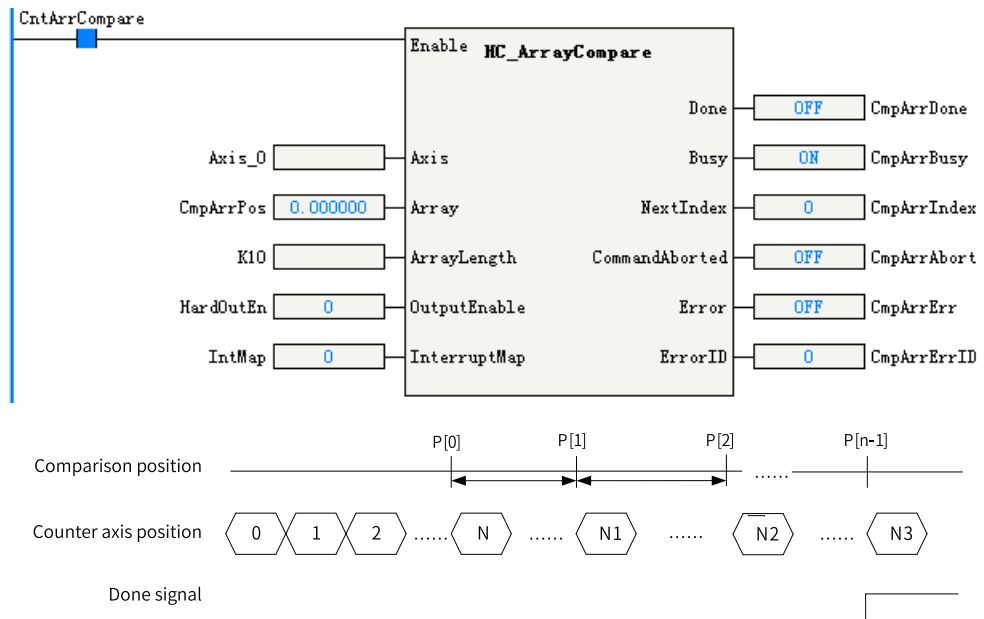 CntArrCompare
Enable HC_ArrayCompare
Done OFF CmpArrDone
Axis_0 Axis Busy ON CmpArrBusy
CmpArrPos 0.000000 Array NextIndex 0 CmpArrIndex
K10 ArrayLength CommandAborted OFF CmpArrAbort
HardOutEn 0 OutputEnable Error OFF CmpArrErr
IntMap 0 InterruptMap ErrorID 0 CmpArrErrID
P[0] P[1] P[2] P[n-1]
Comparison position ......
Counter axis position 0 1 2 ...... N ...... N1 ...... N2 ...... N3
Done signal